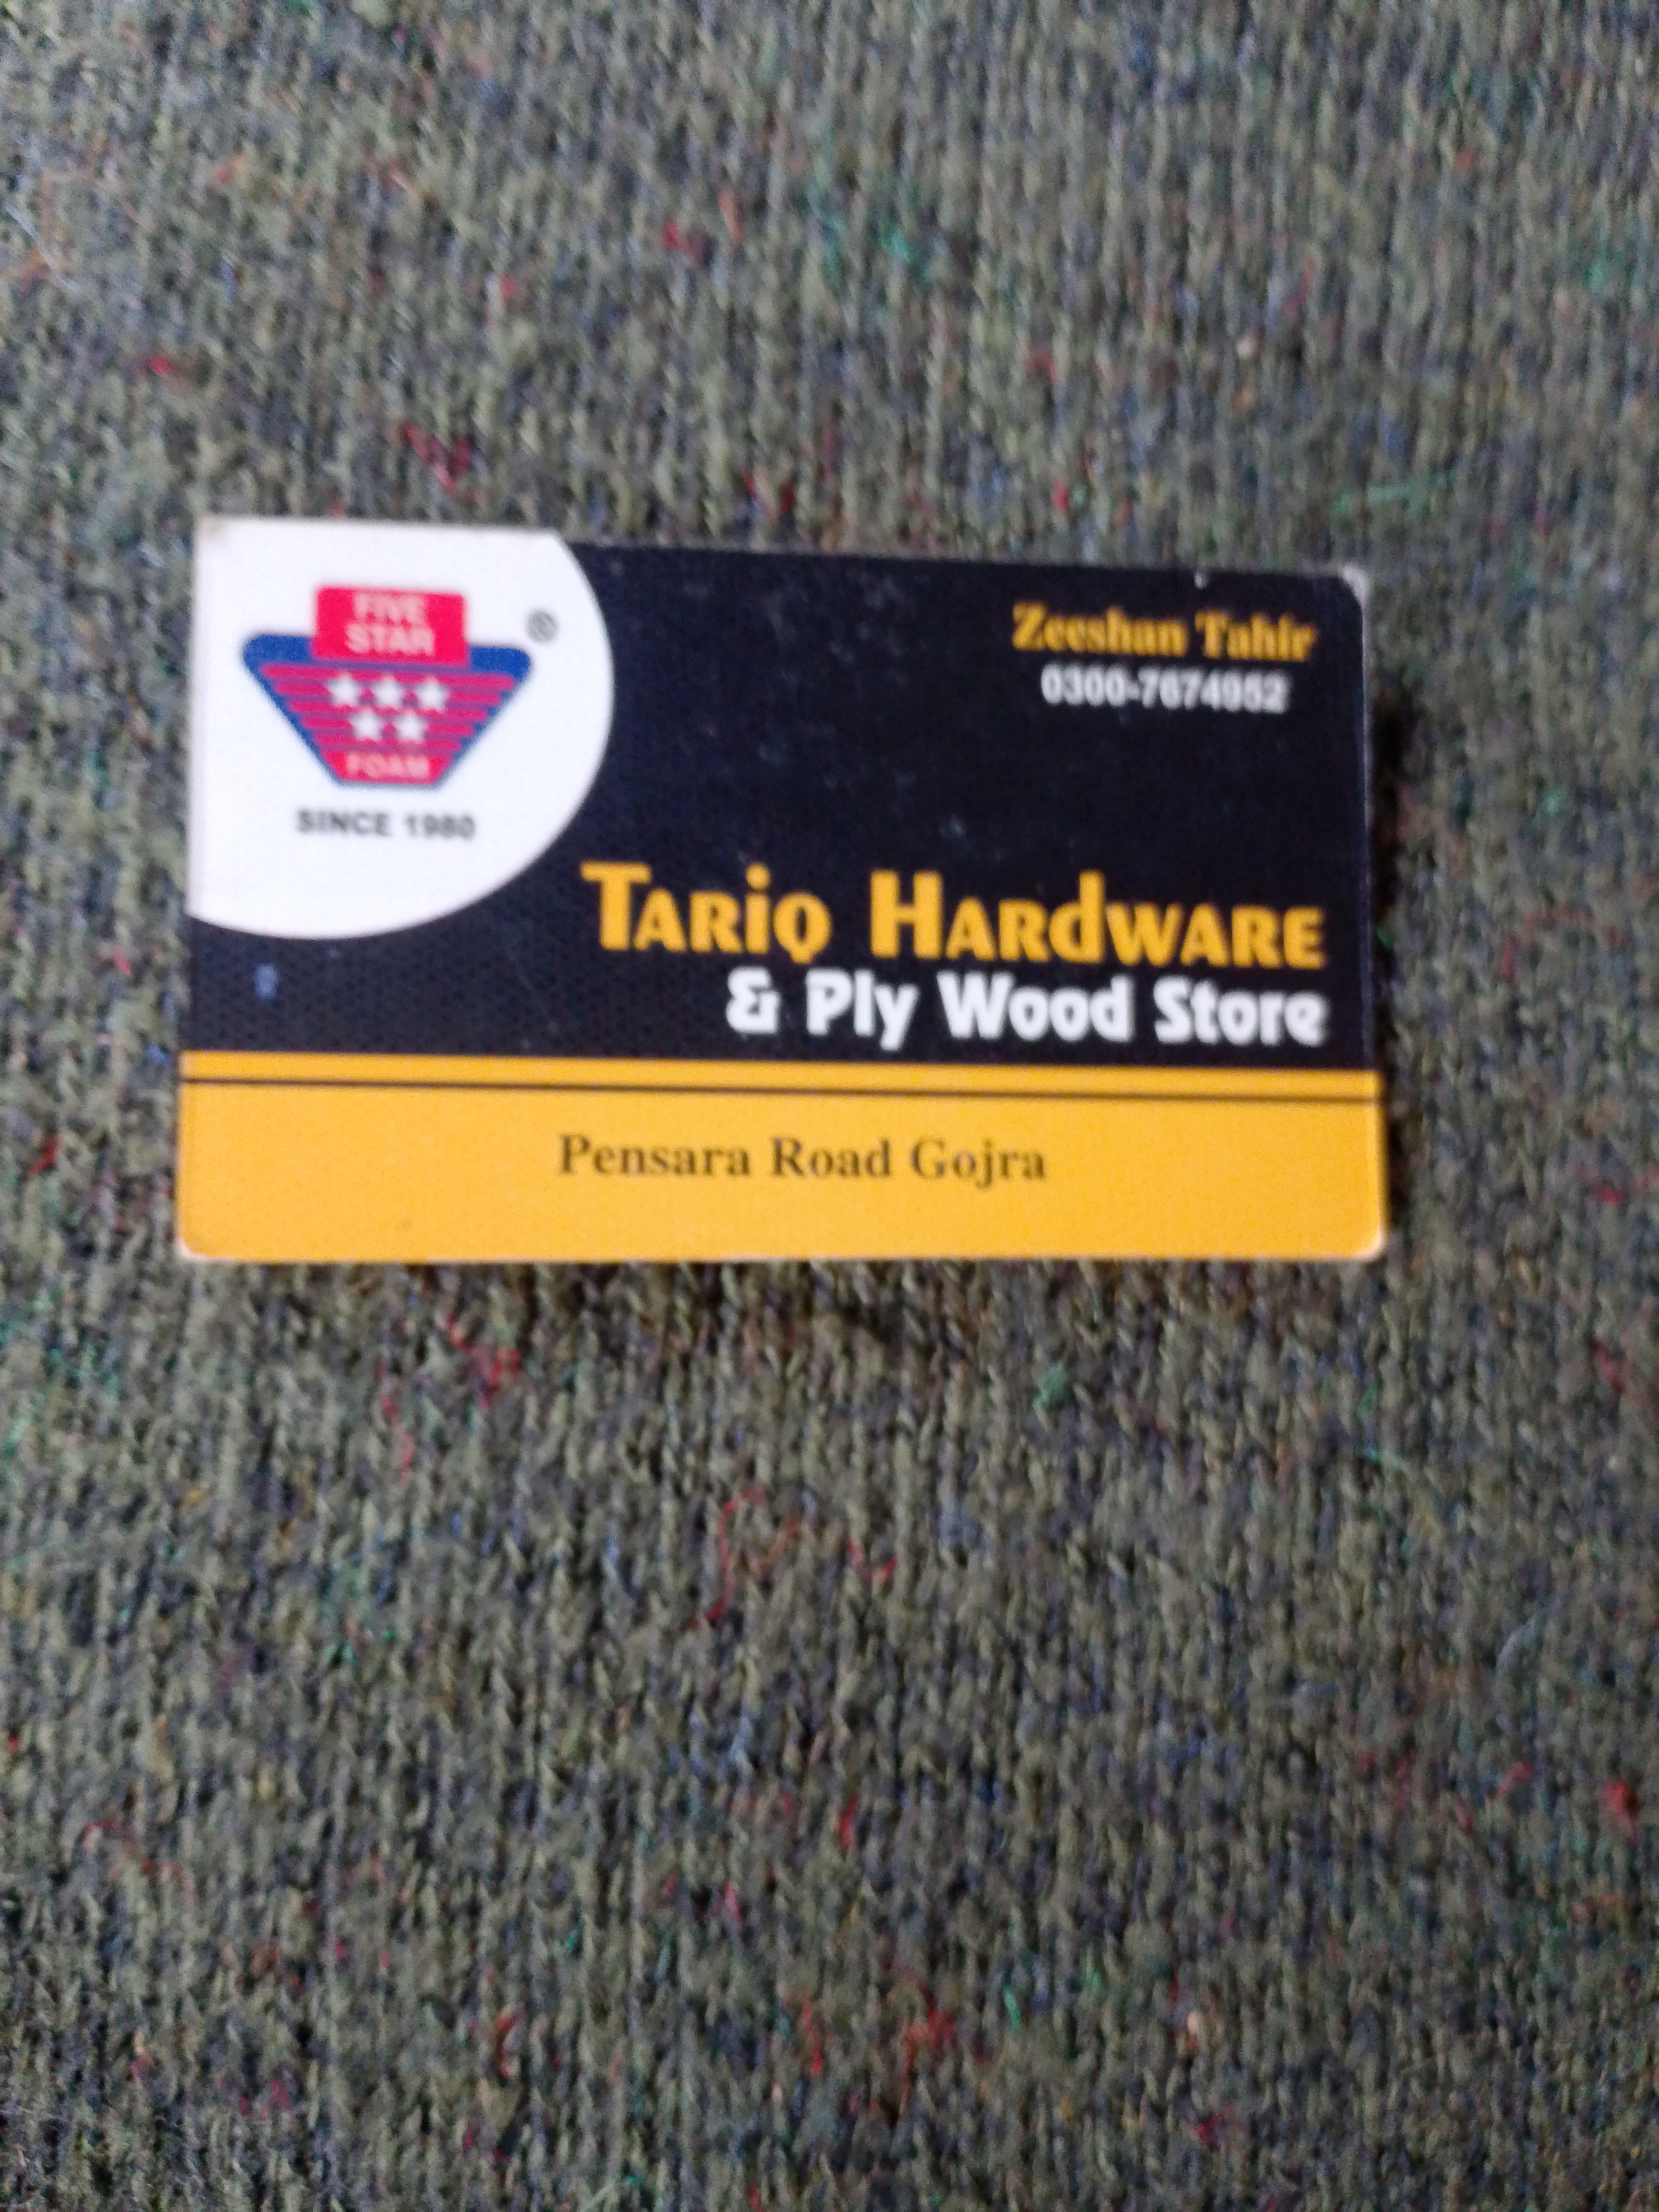 FIVE
STAR
FOAM
®
SINCE 1980
Zeeshan Tahir
0300-7674952
Tariq Hardware
& Ply Wood Store
Pensara Road Gojra